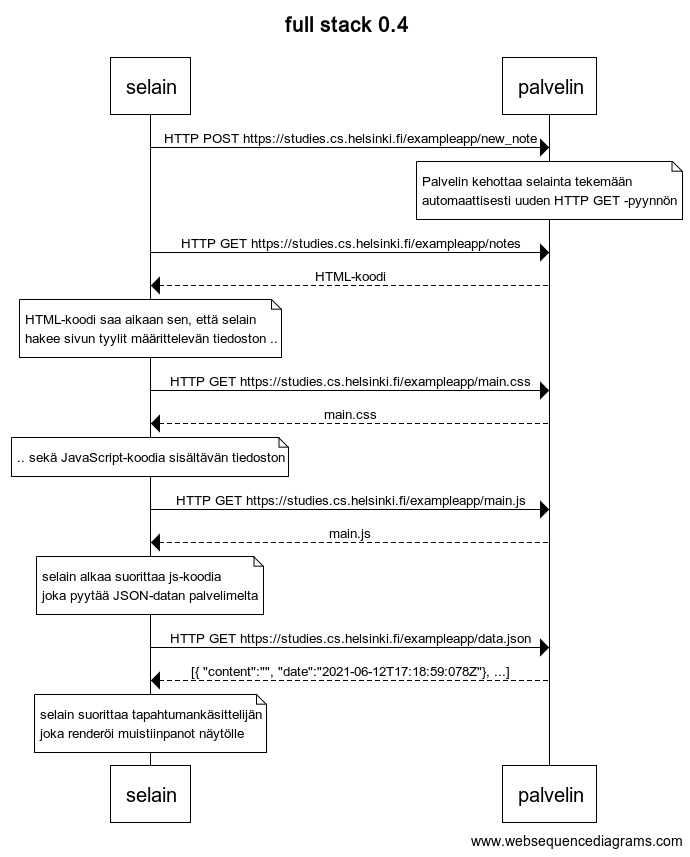 full stack 0.4
selain
palvelin
HTTP POST https://studies.cs.helsinki.fi/exampleapp/new_note
Palvelin kehottaa selainta tekemään
automaattisesti uuden HTTP GET -pyynnön
HTTP GET https://studies.cs.helsinki.fi/exampleapp/notes
HTML-koodi
HTML-koodi saa aikaan sen, että selain
hakee sivun tyylit määrittelevän tiedoston ..
HTTP GET https://studies.cs.helsinki.fi/exampleapp/main.css
main.css
.. sekä JavaScript-koodia sisältävän tiedoston
HTTP GET https://studies.cs.helsinki.fi/exampleapp/main.js
main.js
selain alkaa suorittaa js-koodia
joka pyytää JSON-datan palvelimelta
HTTP GET https://studies.cs.helsinki.fi/exampleapp/data.json
[{ "content":"", "date":"2021-06-12T17:18:59:078Z"}, ...]
selain suorittaa tapahtumankäsittelijän
joka renderöi muistiinpanot näytölle
selain
palvelin
www.websequencediagrams.com